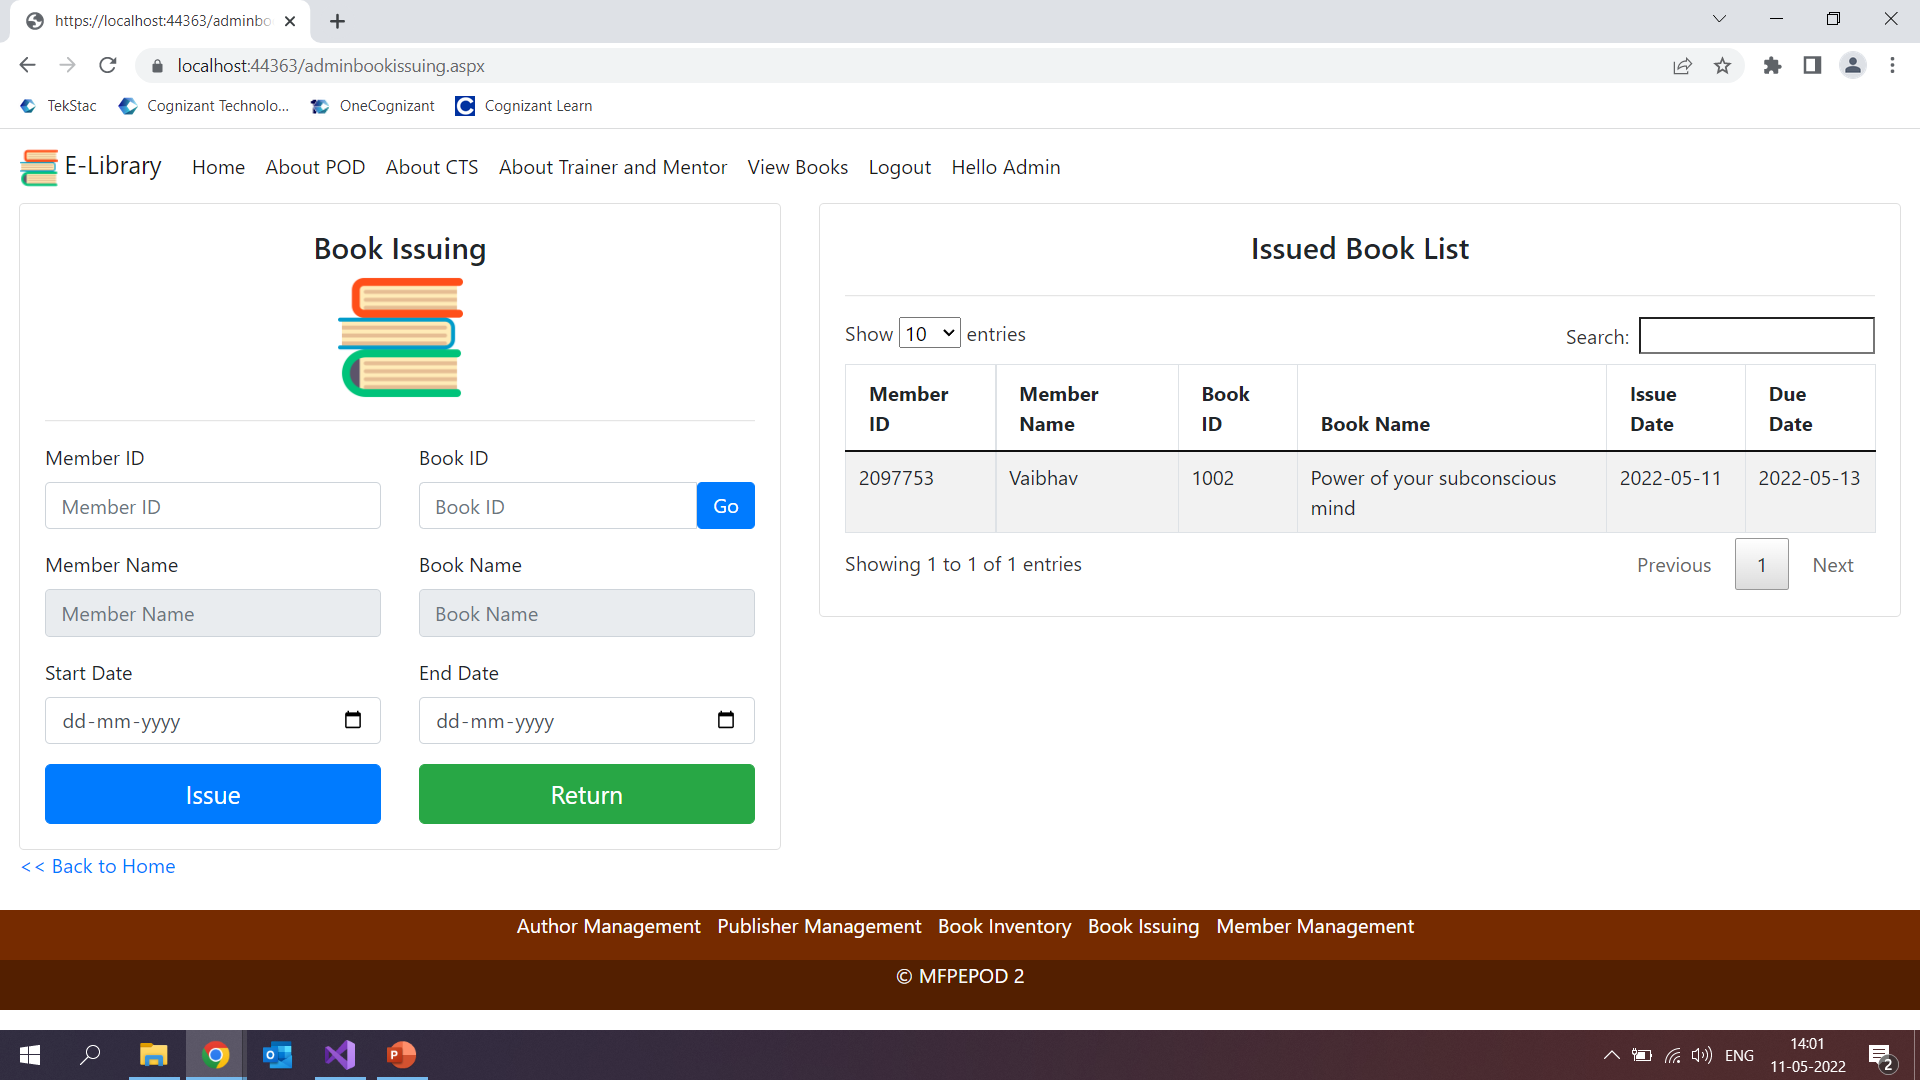 https://localhost:44363/adminbo
localhost:44363/adminbookissuing.aspx
TekStac
Cognizant Technolo...
OneCognizant
Cognizant Learn
E-Library
Home
About POD
About CTS
About Trainer and Mentor
View Books
Logout
Hello Admin
Book Issuing
Member ID
Book ID
Member ID
Book ID
Go
Member Name
Book Name
Member Name
Book Name
Start Date
End Date
dd-mm-yyyy
dd-mm-yyyy
Issue
Return
<< Back to Home
Issued Book List
Show 10 entries
Search:
Member ID
Member Name
Book ID
Book Name
Issue Date
Due Date
2097753
Vaibhav
1002
Power of your subconscious
mind
2022-05-11
2022-05-13
Showing 1 to 1 of 1 entries
Previous
1
Next
Author Management
Publisher Management
Book Inventory
Book Issuing
Member Management
© MFPEPOD 2
ENG
14:01
11-05-2022
2